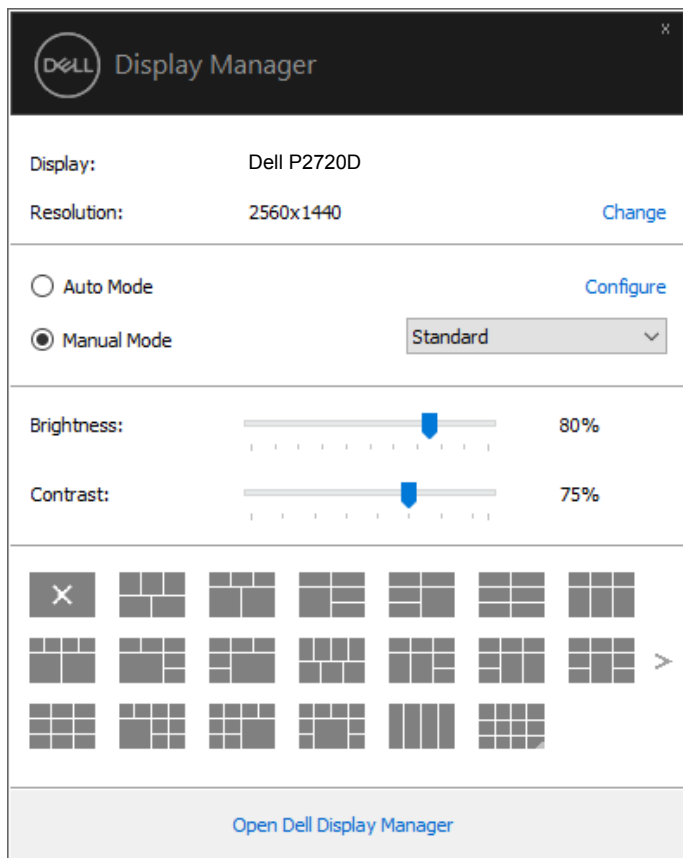 x
DELL Display Manager
Display: Dell P2720D
Resolution: 2560x1440 Change
Auto Mode Configure
Manual Mode Standard
Brightness: 80%
Contrast: 75%
Open Dell Display Manager